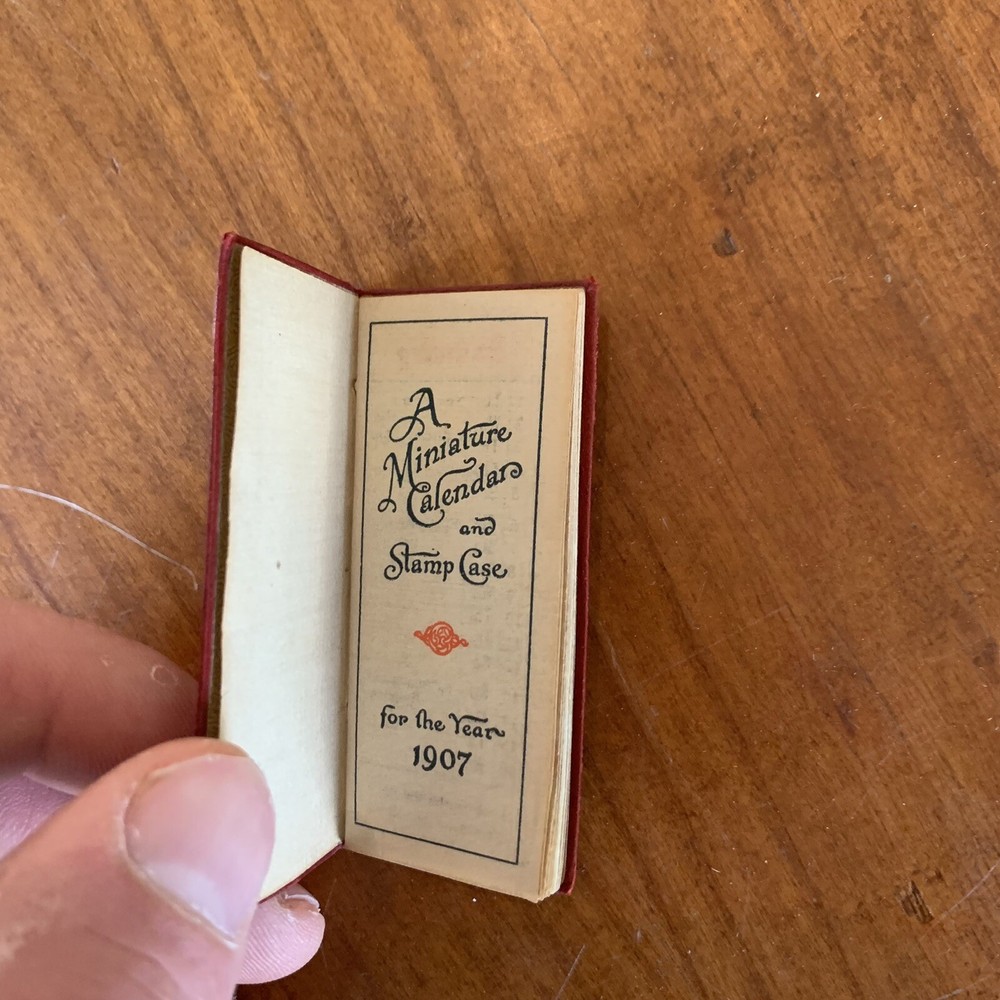 A
Miniature
Calendar
and
Stamp Case
for the Year
1907